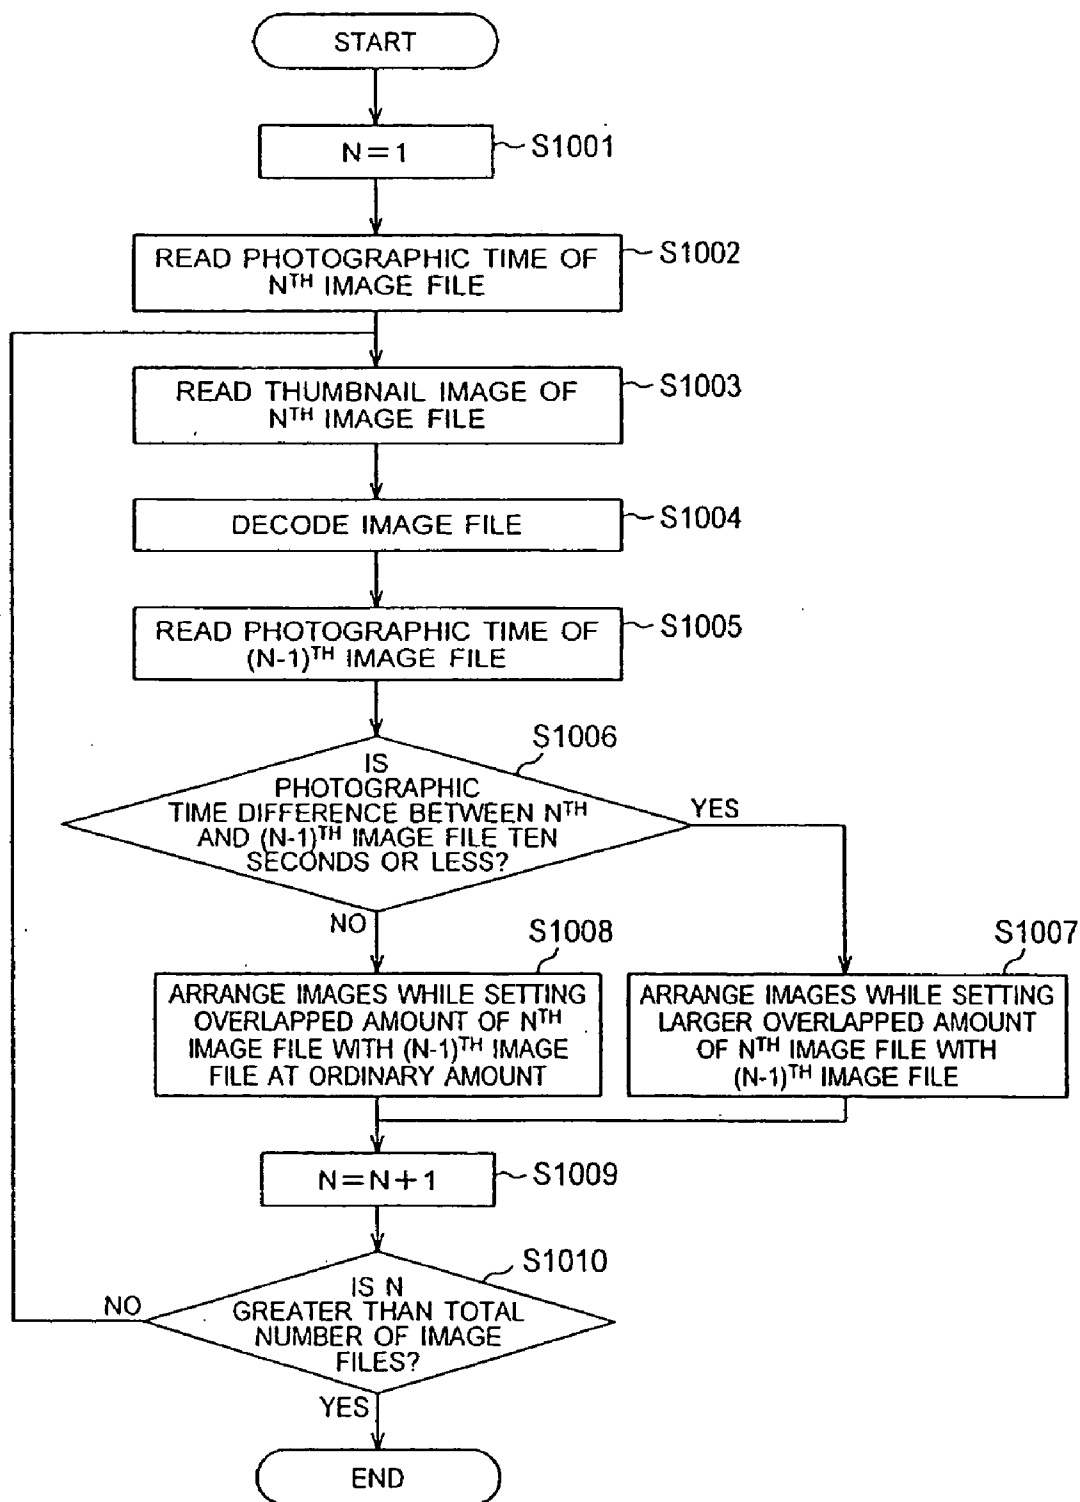 START
N=1
S1001
READ PHOTOGRAPHIC TIME OF
NTH IMAGE FILE
S1002
READ THUMBNAIL IMAGE OF
NTH IMAGE FILE
S1003
DECODE IMAGE FILE
S1004
READ PHOTOGRAPHIC TIME OF
(N-1)TH IMAGE FILE
S1005
S1006
IS
PHOTOGRAPHIC
TIME DIFFERENCE BETWEEN NTH
AND (N-1)TH IMAGE FILE TEN
SECONDS OR LESS?
YES
NO
S1008
ARRANGE IMAGES WHILE SETTING
OVERLAPPED AMOUNT OF NTH
IMAGE FILE WITH (N-1)TH IMAGE
FILE AT ORDINARY AMOUNT
S1007
ARRANGE IMAGES WHILE SETTING
LARGER OVERLAPPED AMOUNT
OF NTH IMAGE FILE WITH
(N-1)TH IMAGE FILE
N=N+1
S1009
S1010
IS N
GREATER THAN TOTAL
NUMBER OF IMAGE
FILES?
NO
YES
END